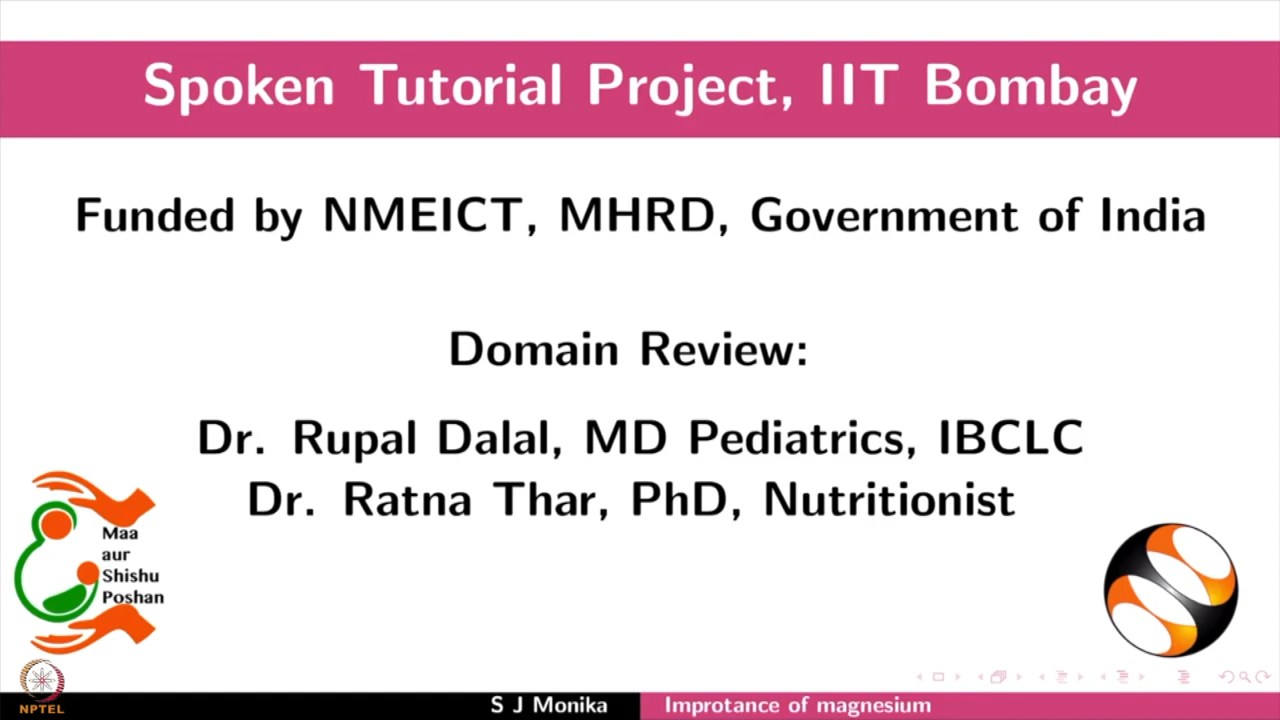 Spoken Tutorial Project, IIT Bombay
Funded by NMEICT, MHRD, Government of India
Domain Review:
Dr. Rupal Dalal, MD Pediatrics, IBCLC
Dr. Ratna Thar, PhD, Nutritionist
Maa
aur
Shishu
Poshan
NPTEL
S J Monika
Improtance of magnesium